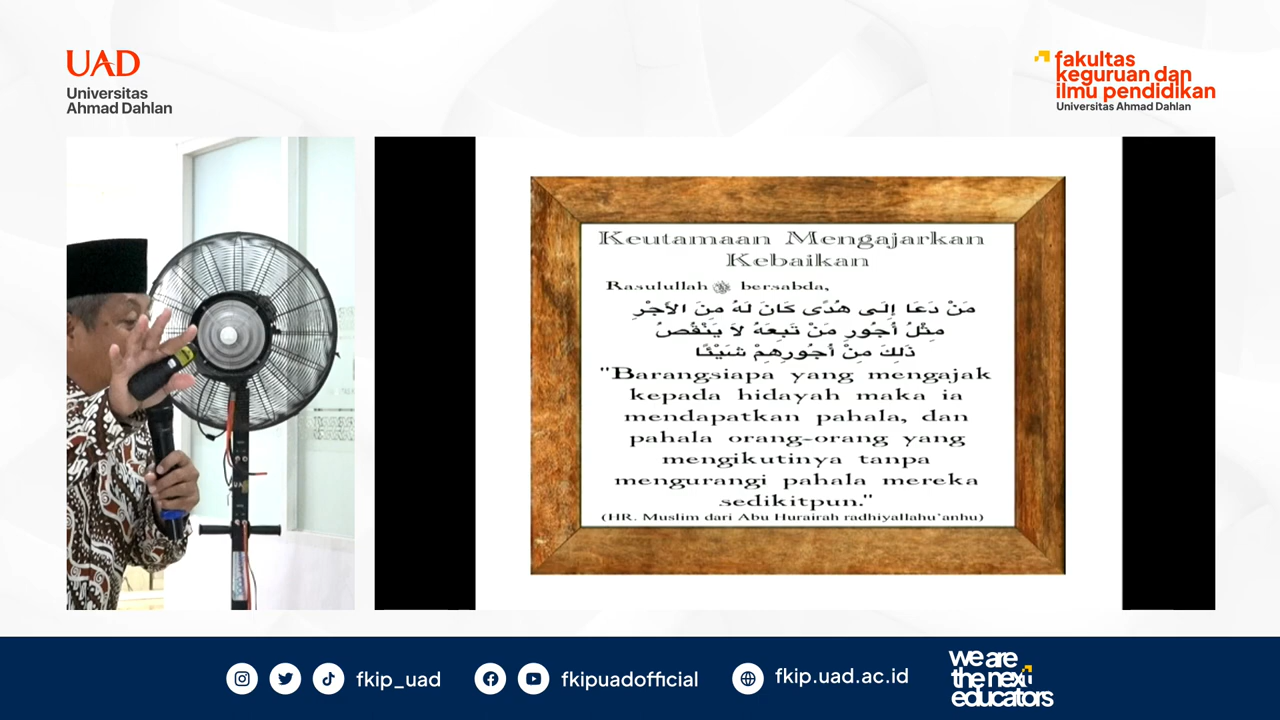 UAD
Universitas
Ahmad Dahlan
fakultas
keguruan dan
ilmu pendidikan
Universitas Ahmad Dahlan
Keutamaan Mengajarkan
Kebaikan
Rasulullah ﷺ bersabda,
مَنْ دَعَا إِلَى هُدًى كَانَ لَهُ مِنَ الأَجْرِ
مِثْلُ أُجُورِ مَنْ تَبِعَهُ لاَ يَنْقُصُ
ذَلِكَ مِنْ أُجُورِهِمْ شَيْئًا
"Barangsiapa yang mengajak
kepada hidayah maka ia
mendapatkan pahala, dan
pahala orang-orang yang
mengikutinya tanpa
mengurangi pahala mereka
sedikitpun."
(HR. Muslim dari Abu Hurairah radhiyallahu'anhu)
fkip_uad
fkipuadofficial
fkip.uad.ac.id
we are
the next
educators